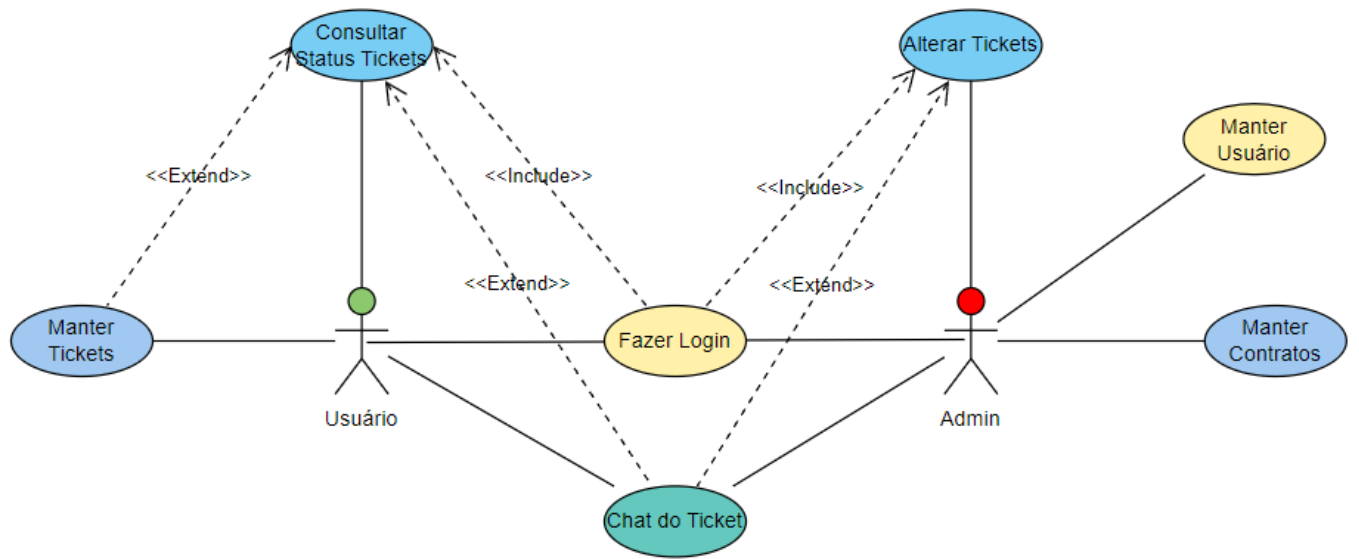 Consultar
Status Tickets
Alterar Tickets
Manter
Usuário
<<Extend>>
<<Include>>
<<Include>>
<<Extend>>
<<Extend>>
Manter
Tickets
Fazer Login
Manter
Contratos
Usuário
Admin
Chat do Ticket